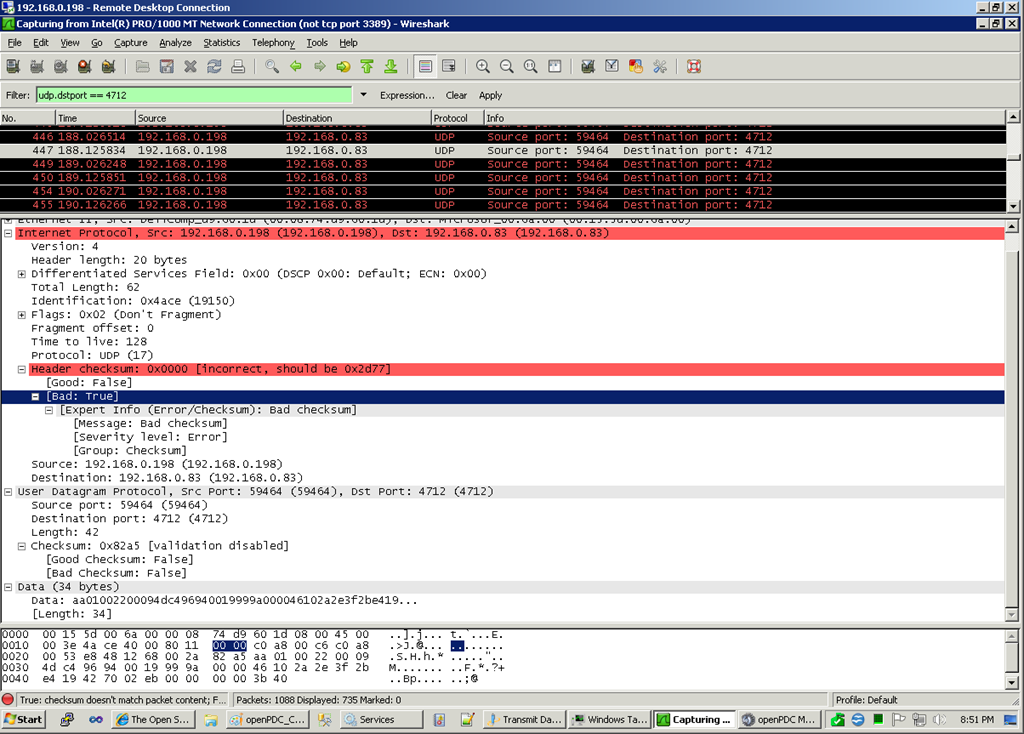 192.168.0.198 - Remote Desktop Connection
Capturing from Intel(R) PRO/1000 MT Network Connection (not tcp port 3389) - Wireshark
File Edit View Go Capture Analyze Statistics Telephony Tools Help
Filter: udp.dstport == 4712 Expression... Clear Apply
No. Time Source Destination Protocol Info
446 188.026514 192.168.0.198 192.168.0.83 UDP Source port: 59464 Destination port: 4712
447 188.125834 192.168.0.198 192.168.0.83 UDP Source port: 59464 Destination port: 4712
449 189.026248 192.168.0.198 192.168.0.83 UDP Source port: 59464 Destination port: 4712
450 189.125851 192.168.0.198 192.168.0.83 UDP Source port: 59464 Destination port: 4712
454 190.026271 192.168.0.198 192.168.0.83 UDP Source port: 59464 Destination port: 4712
455 190.126266 192.168.0.198 192.168.0.83 UDP Source port: 59464 Destination port: 4712
Internet Protocol, Src: 192.168.0.198 (192.168.0.198), Dst: 192.168.0.83 (192.168.0.83)
Version: 4
Header length: 20 bytes
Differentiated Services Field: 0x00 (DSCP 0x00: Default; ECN: 0x00)
Total Length: 62
Identification: 0x4ace (19150)
Flags: 0x02 (Don't Fragment)
Fragment offset: 0
Time to live: 128
Protocol: UDP (17)
Header checksum: 0x0000 [incorrect, should be 0x2d77]
[Good: False]
[Bad: True]
[Expert Info (Error/Checksum): Bad checksum]
[Message: Bad checksum]
[Severity level: Error]
[Group: Checksum]
Source: 192.168.0.198 (192.168.0.198)
Destination: 192.168.0.83 (192.168.0.83)
User Datagram Protocol, Src Port: 59464 (59464), Dst Port: 4712 (4712)
Source port: 59464 (59464)
Destination port: 4712 (4712)
Length: 42
Checksum: 0x82a5 [validation disabled]
[Good Checksum: False]
[Bad Checksum: False]
Data (34 bytes)
Data: aa01002200094dc496940019999a000046102a2e3f2be419...
[Length: 34]
0000 00 15 5d 00 6a 00 00 08 74 d9 60 1d 08 00 45 00 ..].j... t.`...E.
0010 00 3e 4a ce 40 00 80 11 00 00 c0 a8 00 c6 c0 a8 .>J.@... ........
0020 00 53 e8 48 12 68 00 2a 82 a5 aa 01 00 22 00 09 .S.H.h.* ....."..
0030 4d c4 96 94 00 19 99 9a 00 00 46 10 2a 2e 3f 2b M....... ..F.*.?+
0040 e4 19 42 70 02 eb 00 00 00 00 3b 40 ..Bp.... ..;@
True: checksum doesn't match packet content; F... Packets: 1088 Displayed: 735 Marked: 0 Profile: Default
Start The Open S... openPDC_C... Services Transmit Da... Windows Ta... Capturing ... openPDC M... 8:51 PM